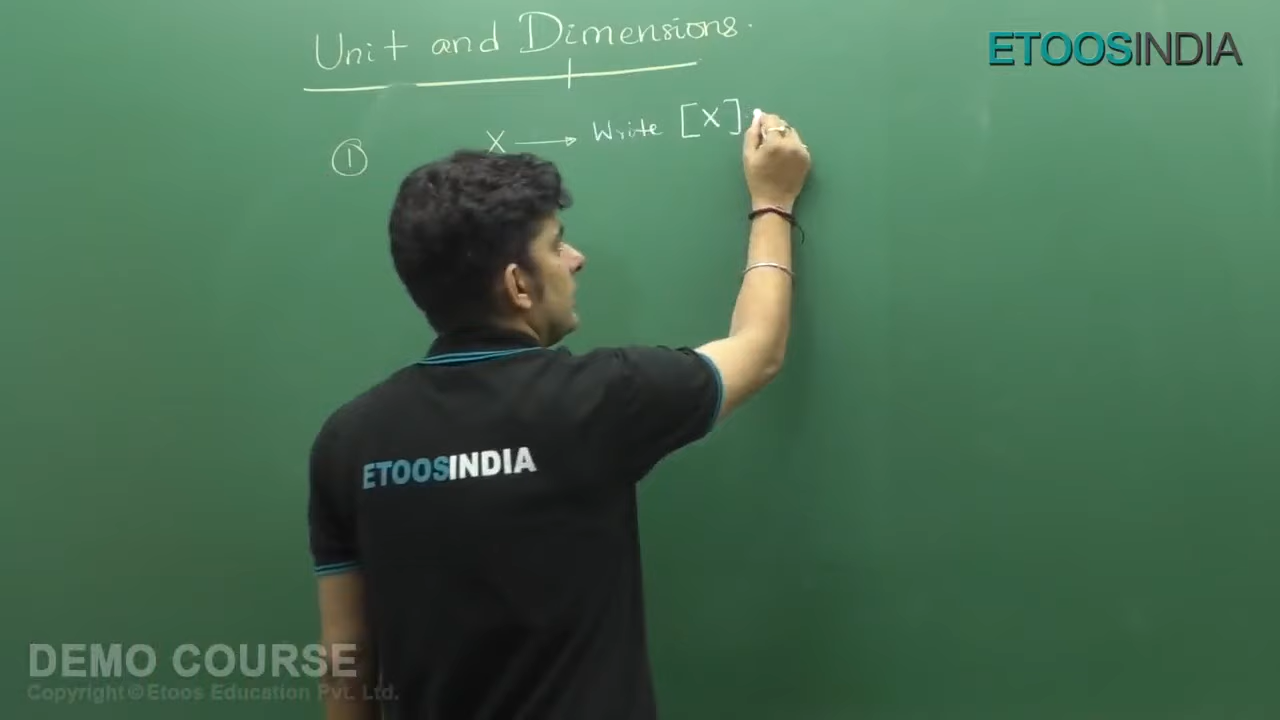 Unit and Dimensions.
ETOOSINDIA
① X → Write [X]
ETOOSINDIA
DEMO COURSE
Copyright © Etoos Education Pvt. Ltd.